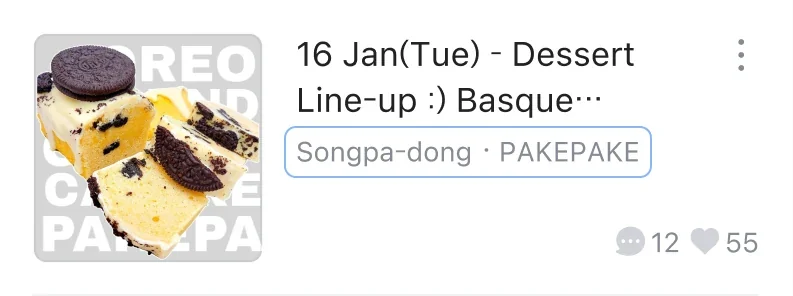 16 Jan(Tue) - Dessert
Line-up :) Basque…
Songpa-dong · PAKEPAKE
12 55